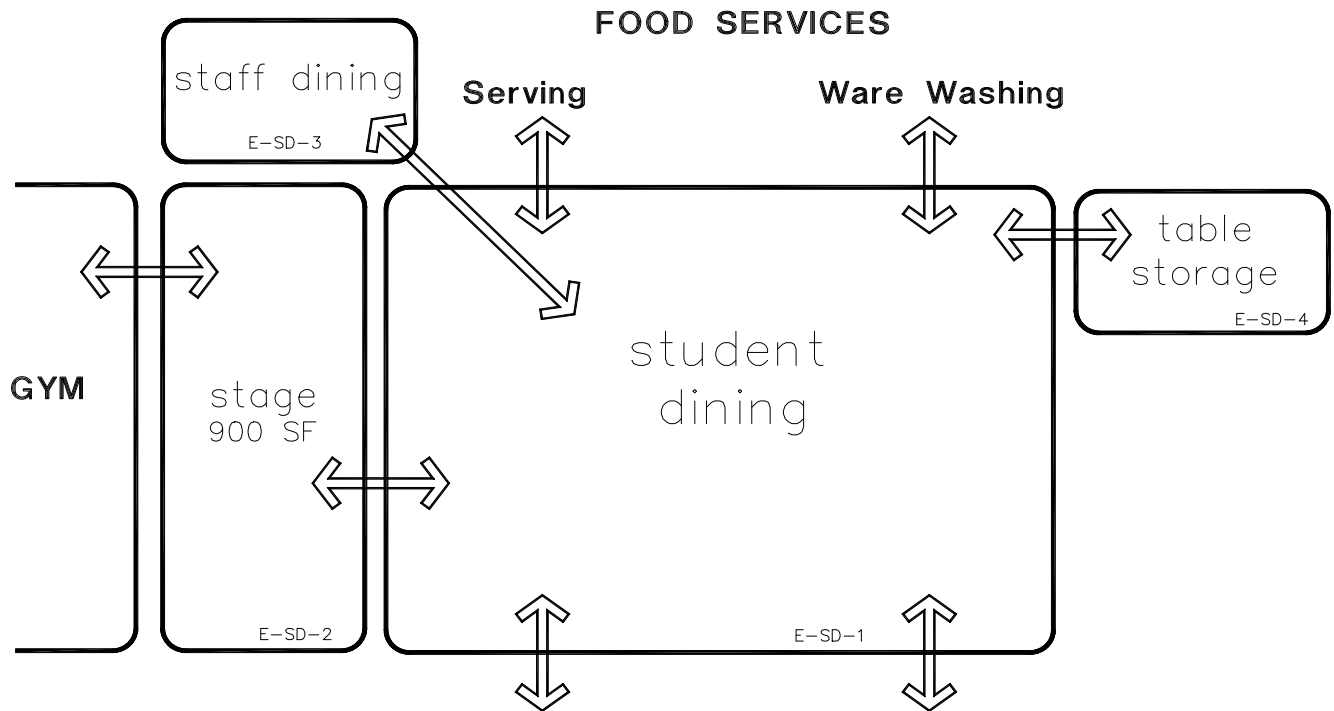 FOOD SERVICES
staff dining
E-SD-3
Serving
Ware Washing
table
storage
E-SD-4
student
dining
E-SD-1
GYM
stage
900 SF
E-SD-2